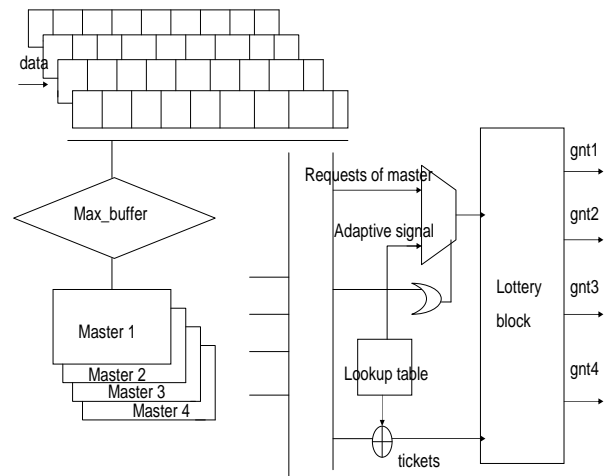 data
Max_buffer
Master 1
Master 2
Master 3
Master 4
Requests of master
Adaptive signal
Lookup table
tickets
Lottery
block
gnt1
gnt2
gnt3
gnt4